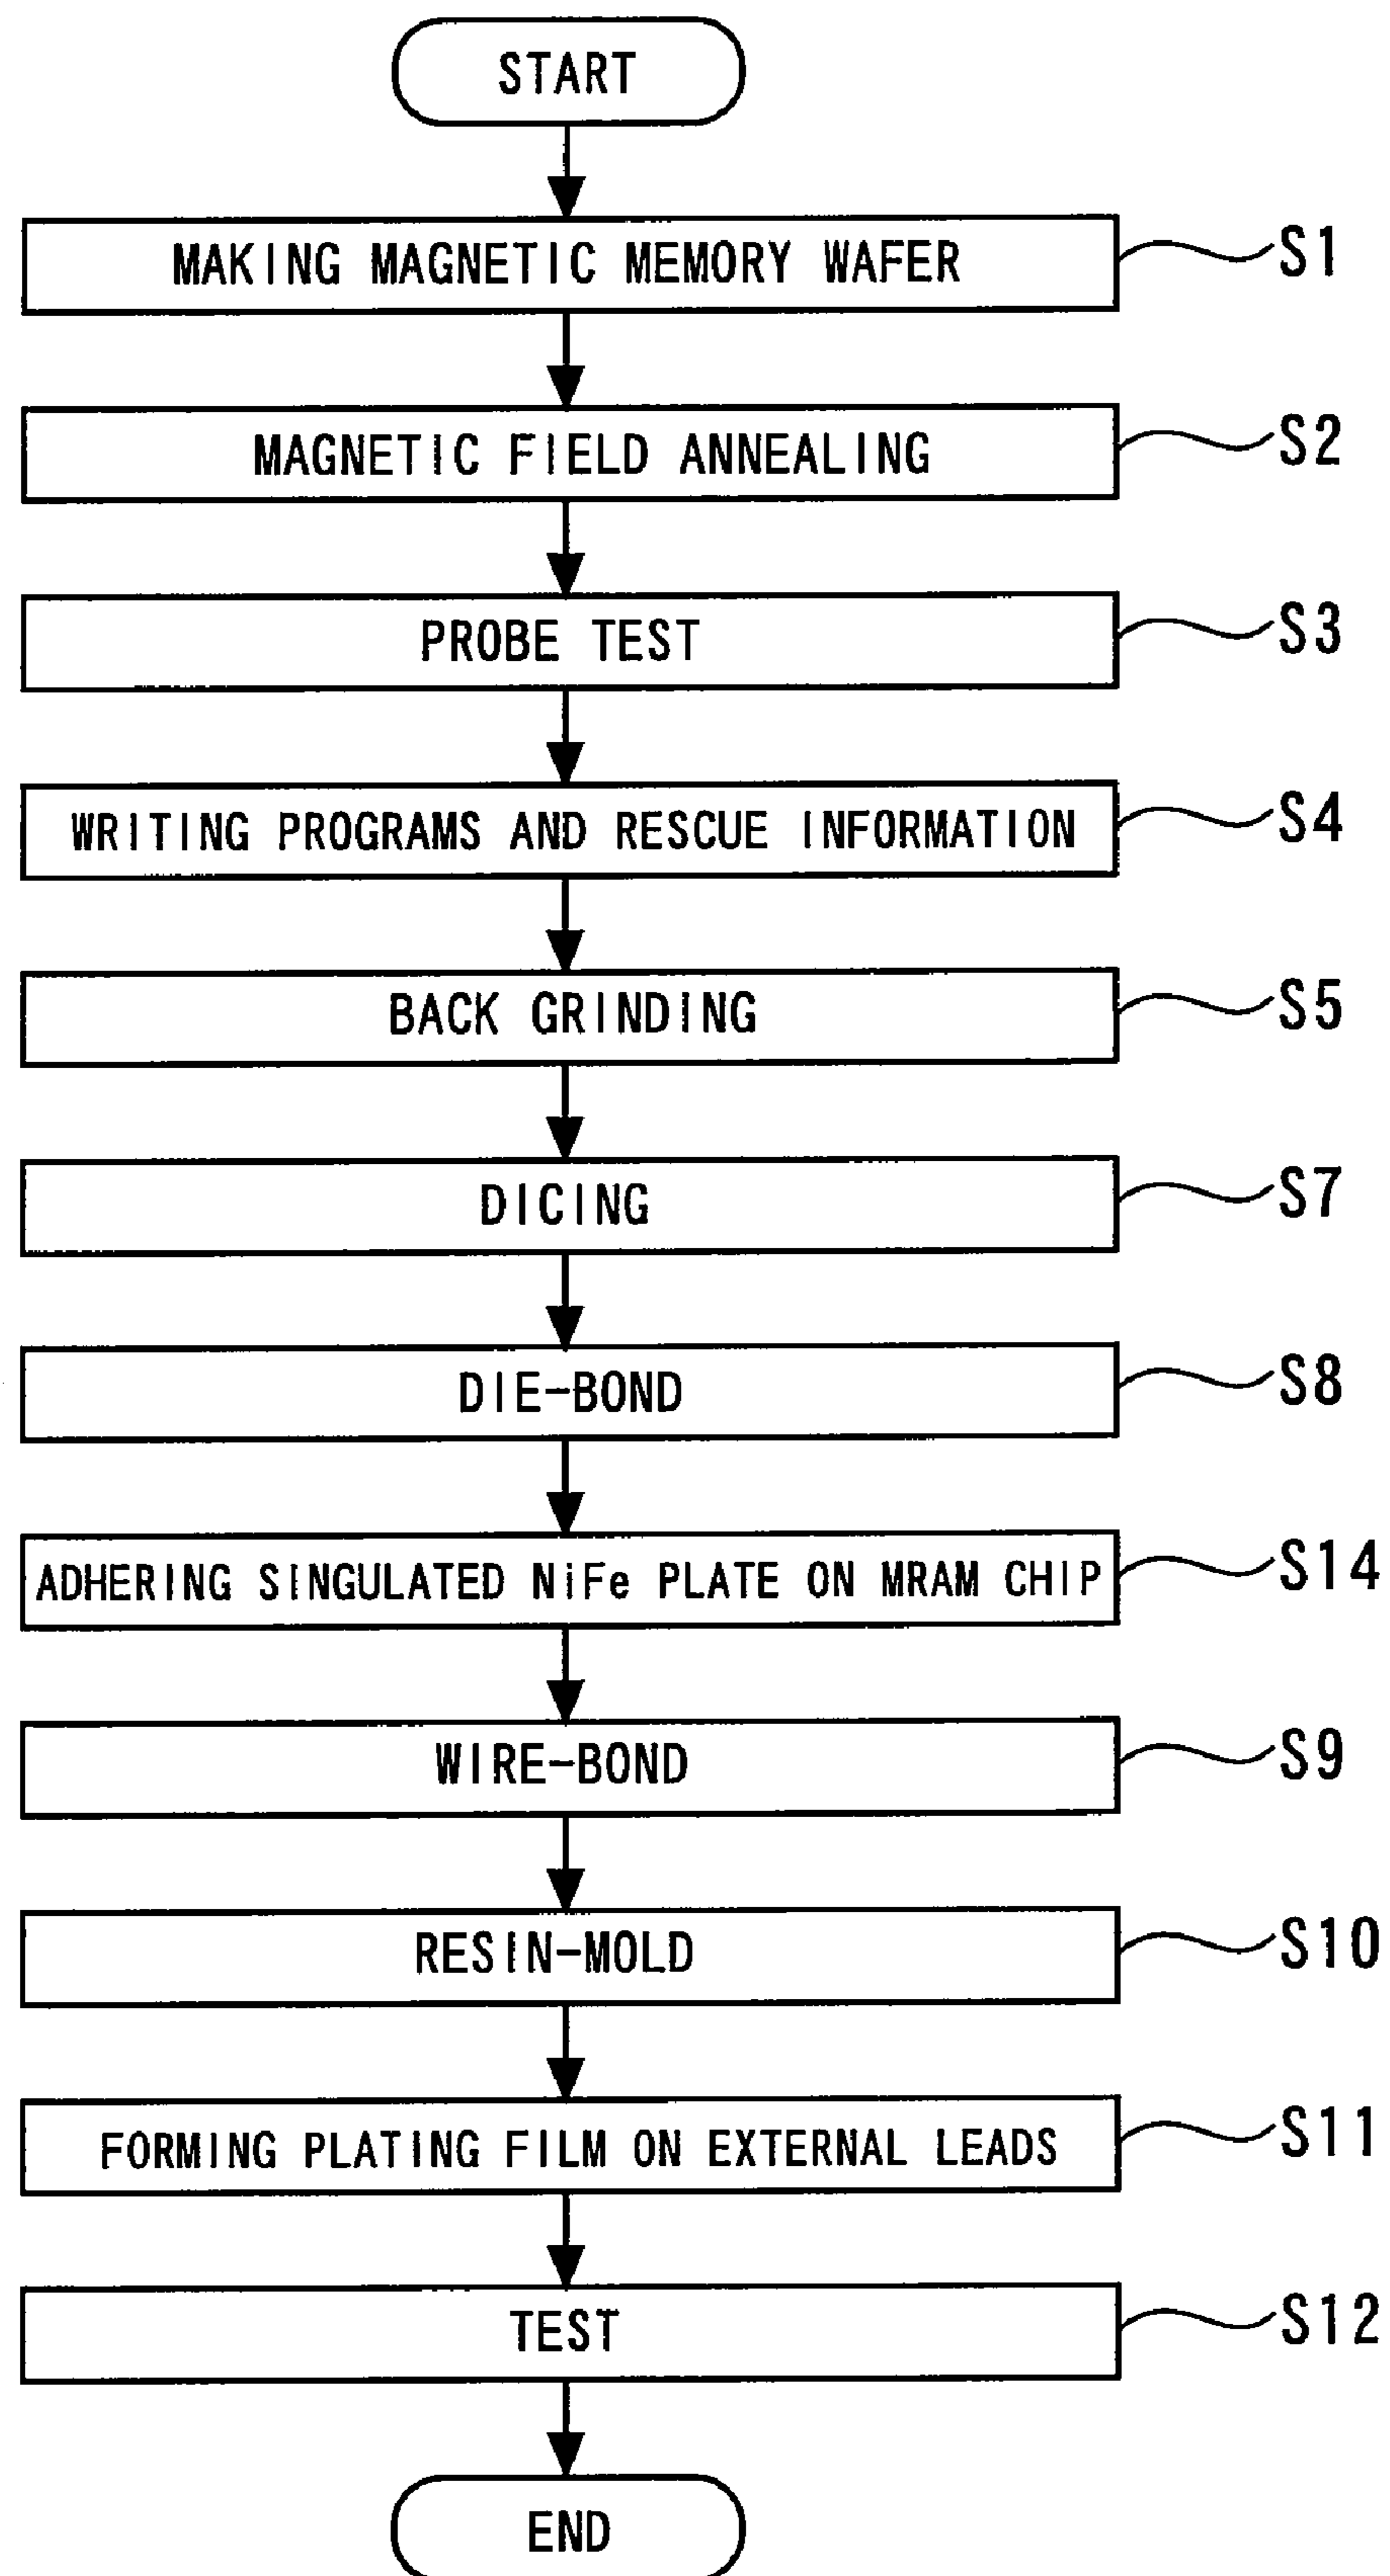 START
MAKING MAGNETIC MEMORY WAFER S1
MAGNETIC FIELD ANNEALING S2
PROBE TEST S3
WRITING PROGRAMS AND RESCUE INFORMATION S4
BACK GRINDING S5
DICING S7
DIE-BOND S8
ADHERING SINGULATED NiFe PLATE ON MRAM CHIP S14
WIRE-BOND S9
RESIN-MOLD S10
FORMING PLATING FILM ON EXTERNAL LEADS S11
TEST S12
END